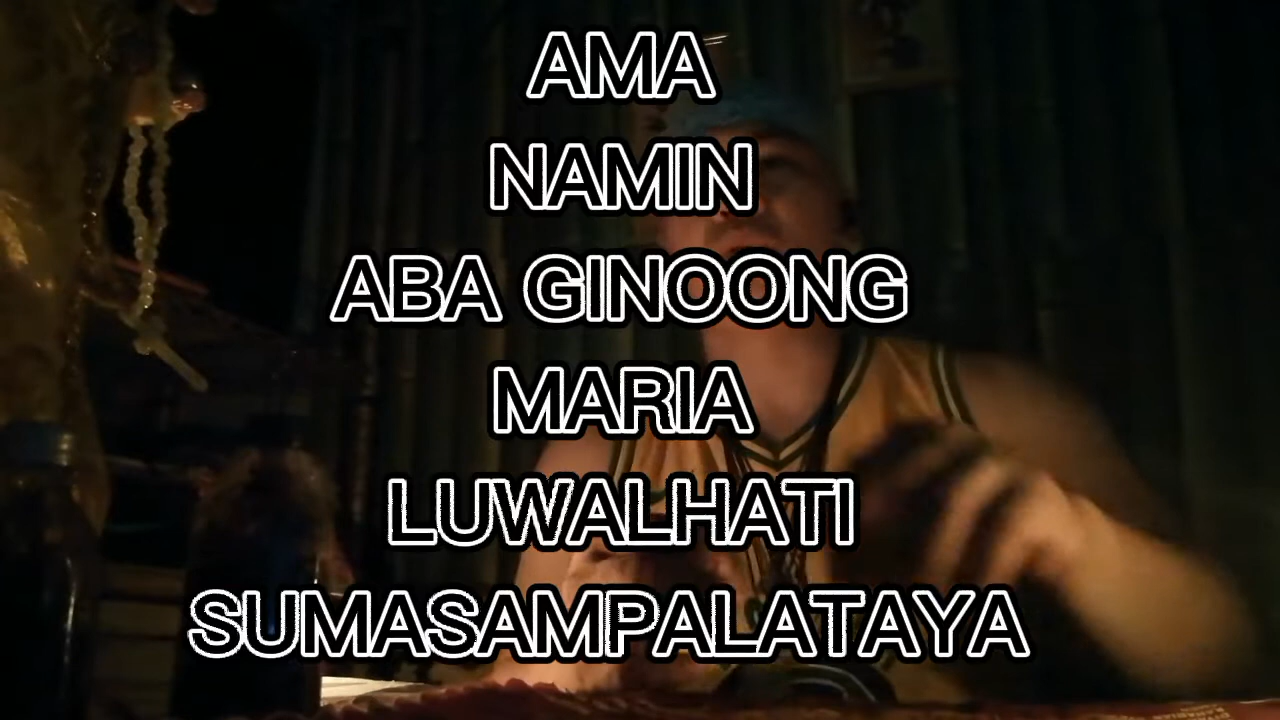 AMA
NAMIN
ABA GINOONG
MARIA
LUWALHATI
SUMASAMPALATAYA